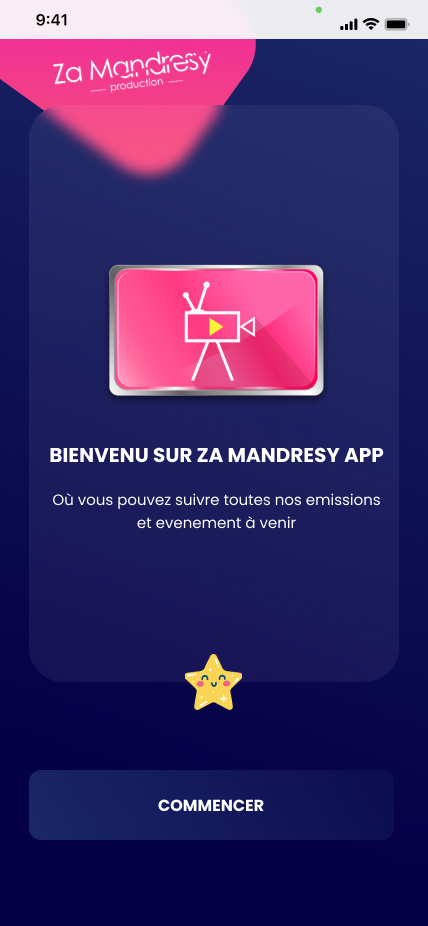 9:41
Za Mandresy
production
BIENVENU SUR ZA MANDRESY APP
Où vous pouvez suivre toutes nos emissions
et evenement à venir
COMMENCER